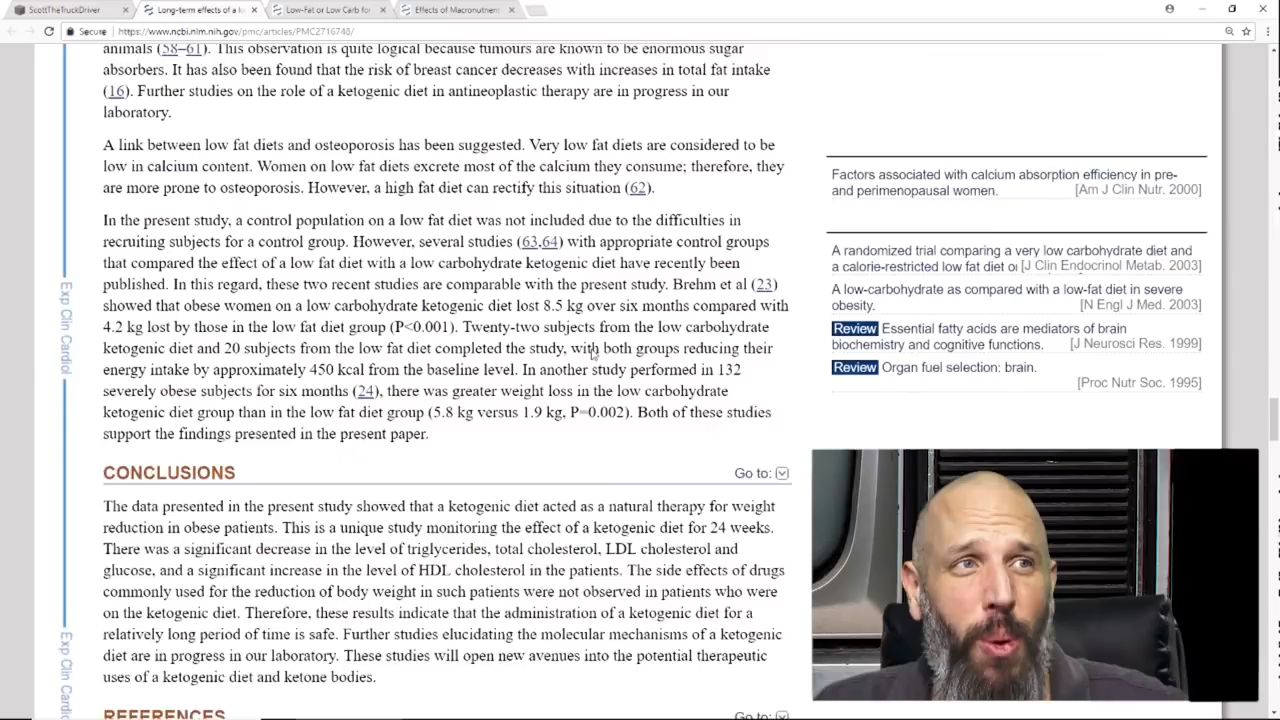 ScottTheTruckDriver
Long-term effects of a k
Low-Fat or Low Carb for
Effects of Macronutrien
Secure
https://www.ncbi.nlm.nih.gov/pmc/articles/PMC2716748/
animals (58–61). This observation is quite logical because tumours are known to be enormous sugar
absorbers. It has also been found that the risk of breast cancer decreases with increases in total fat intake
(16). Further studies on the role of a ketogenic diet in antineoplastic therapy are in progress in our
laboratory.
A link between low fat diets and osteoporosis has been suggested. Very low fat diets are considered to be
low in calcium content. Women on low fat diets excrete most of the calcium they consume; therefore, they
are more prone to osteoporosis. However, a high fat diet can rectify this situation (62).
In the present study, a control population on a low fat diet was not included due to the difficulties in
recruiting subjects for a control group. However, several studies (63,64) with appropriate control groups
that compared the effect of a low fat diet with a low carbohydrate ketogenic diet have recently been
published. In this regard, these two recent studies are comparable with the present study. Brehm et al (25)
showed that obese women on a low carbohydrate ketogenic diet lost 8.5 kg over six months compared with
4.2 kg lost by those in the low fat diet group (P<0.001). Twenty two subjects from the low carbohydrate
ketogenic diet and 20 subjects from the low fat diet completed the study, with both groups reducing their
energy intake by approximately 450 kcal from the baseline level. In another study performed in 132
severely obese subjects for six months (24), there was greater weight loss in the low carbohydrate
ketogenic diet group than in the low fat diet group (5.8 kg versus 1.9 kg, P=0.002). Both of these studies
support the findings presented in the present paper.
Factors associated with calcium absorption efficiency in pre-
and perimenopausal women. [Am J Clin Nutr. 2000]
A randomized trial comparing a very low carbohydrate diet and
a calorie-restricted low fat diet o [J Clin Endocrinol Metab. 2003]
A low-carbohydrate as compared with a low-fat diet in severe
obesity. [N Engl J Med. 2003]
Review Essential fatty acids are mediators of brain
biochemistry and cognitive functions. [J Neurosci Res. 1999]
Review Organ fuel selection: brain.
[Proc Nutr Soc. 1995]
Exp Clin Cardiol
CONCLUSIONS
Go to:
The data presented in the present study showed that a ketogenic diet acted as a natural therapy for weight
reduction in obese patients. This is a unique study monitoring the effect of a ketogenic diet for 24 weeks.
There was a significant decrease in the level of triglycerides, total cholesterol, LDL cholesterol and
glucose, and a significant increase in the level of HDL cholesterol in the patients. The side effects of drugs
commonly used for the reduction of body weight in such patients were not observed in patients who were
on the ketogenic diet. Therefore, these results indicate that the administration of a ketogenic diet for a
relatively long period of time is safe. Further studies elucidating the molecular mechanisms of a ketogenic
diet are in progress in our laboratory. These studies will open new avenues into the potential therapeutic
uses of a ketogenic diet and ketone bodies.
Exp Clin Cardio
REFERENCES
Go to: